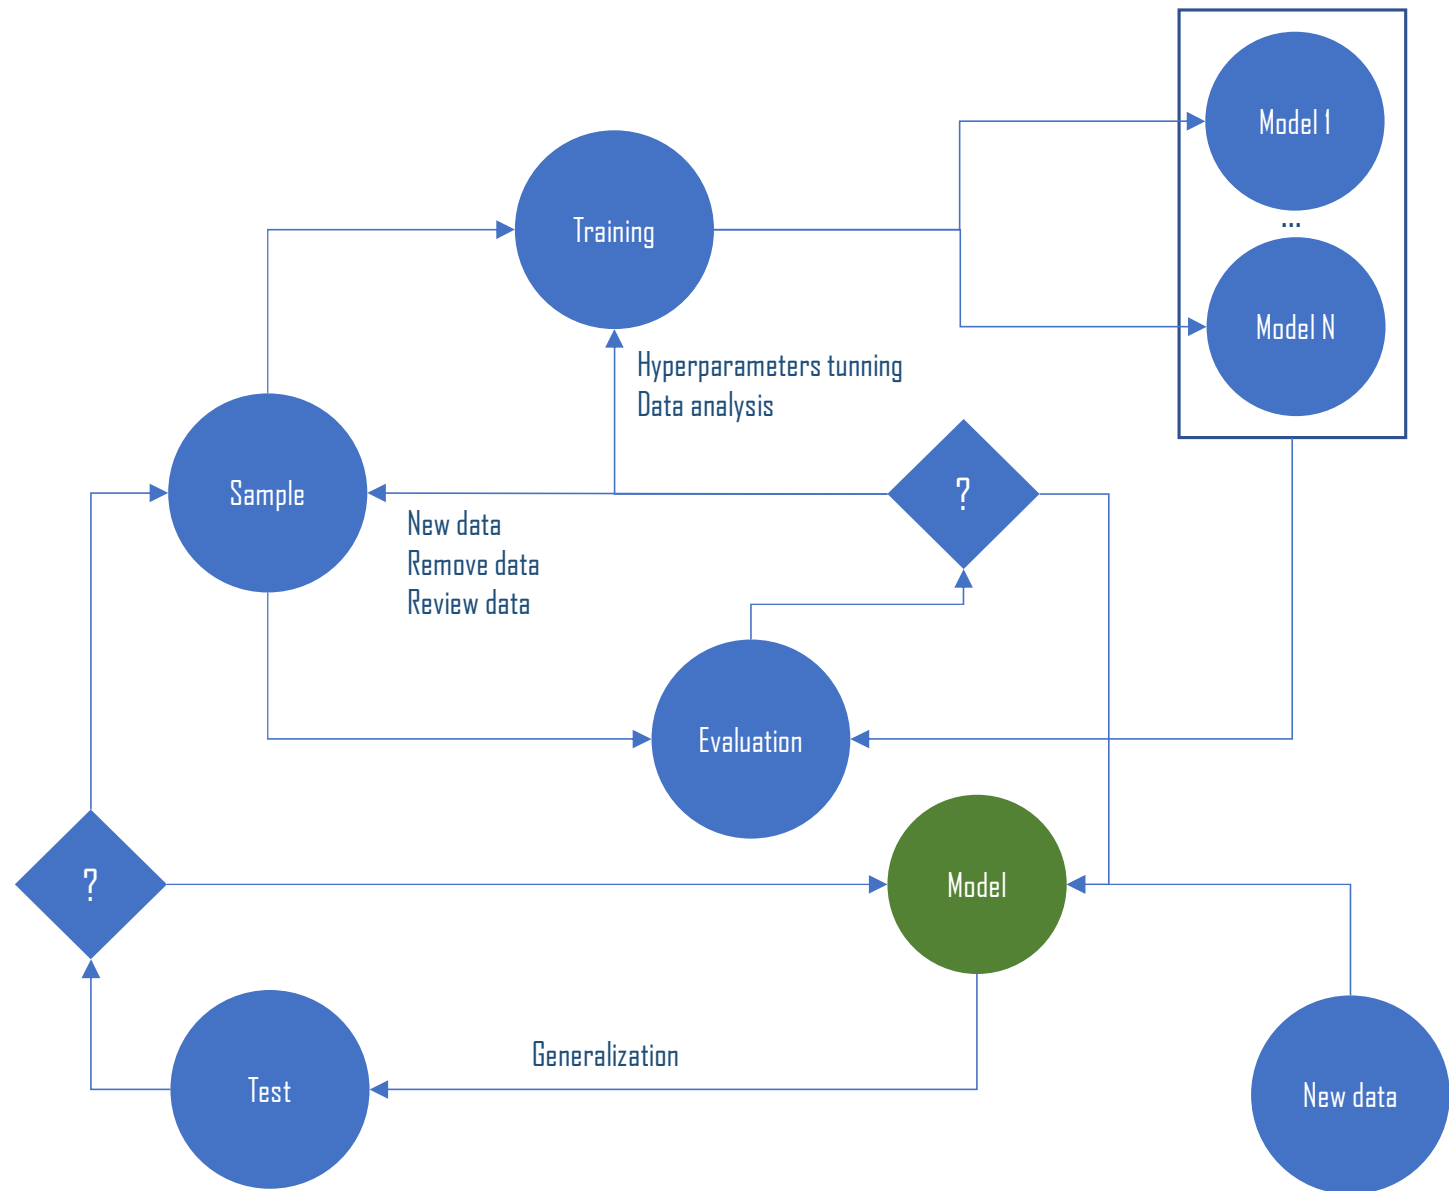 Model 1
...
Training
Model N
Hyperparameters tunning
Data analysis
Sample
?
New data
Remove data
Review data
Evaluation
?
Model
Generalization
Test
New data